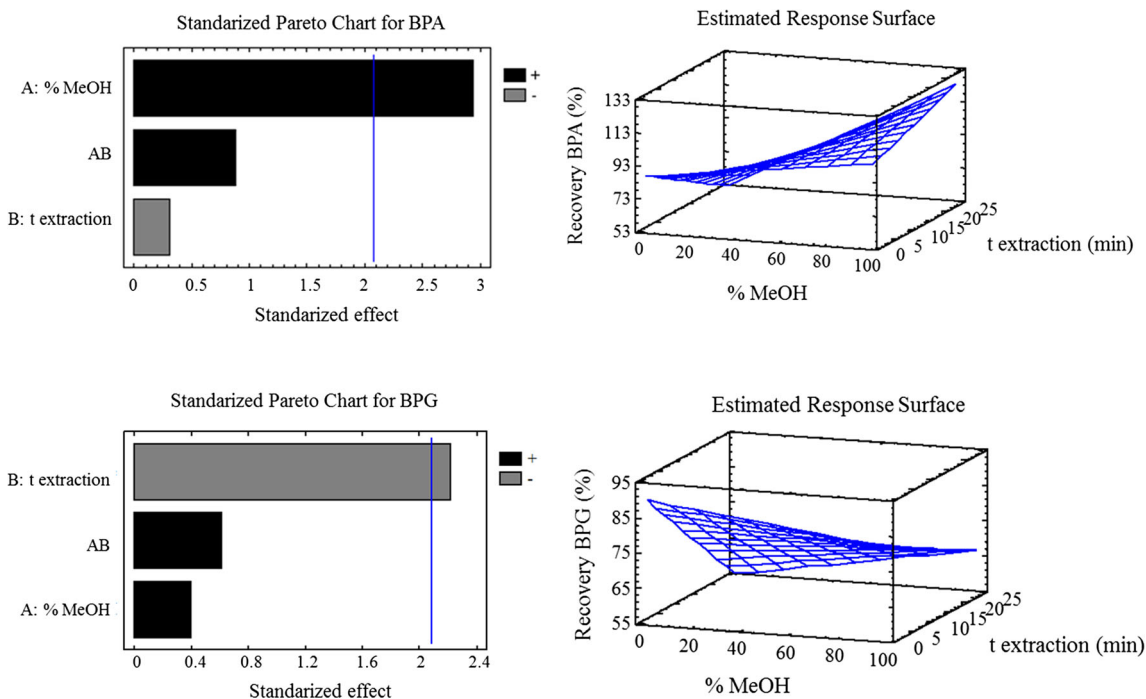 Standarized Pareto Chart for BPA
A: % MeOH
AB
B: t extraction
+
-
0 0.5 1 1.5 2 2.5 3
Standarized effect
Estimated Response Surface
Recovery BPA (%)
133
113
93
73
53
0 20 40 60 80 100
% MeOH
0 5 10 15 20 25
t extraction (min)
Standarized Pareto Chart for BPG
B: t extraction
AB
A: % MeOH
+
-
0 0.4 0.8 1.2 1.6 2 2.4
Standarized effect
Estimated Response Surface
Recovery BPG (%)
95
85
75
65
55
0 20 40 60 80 100
% MeOH
0 5 10 15 20 25
t extraction (min)